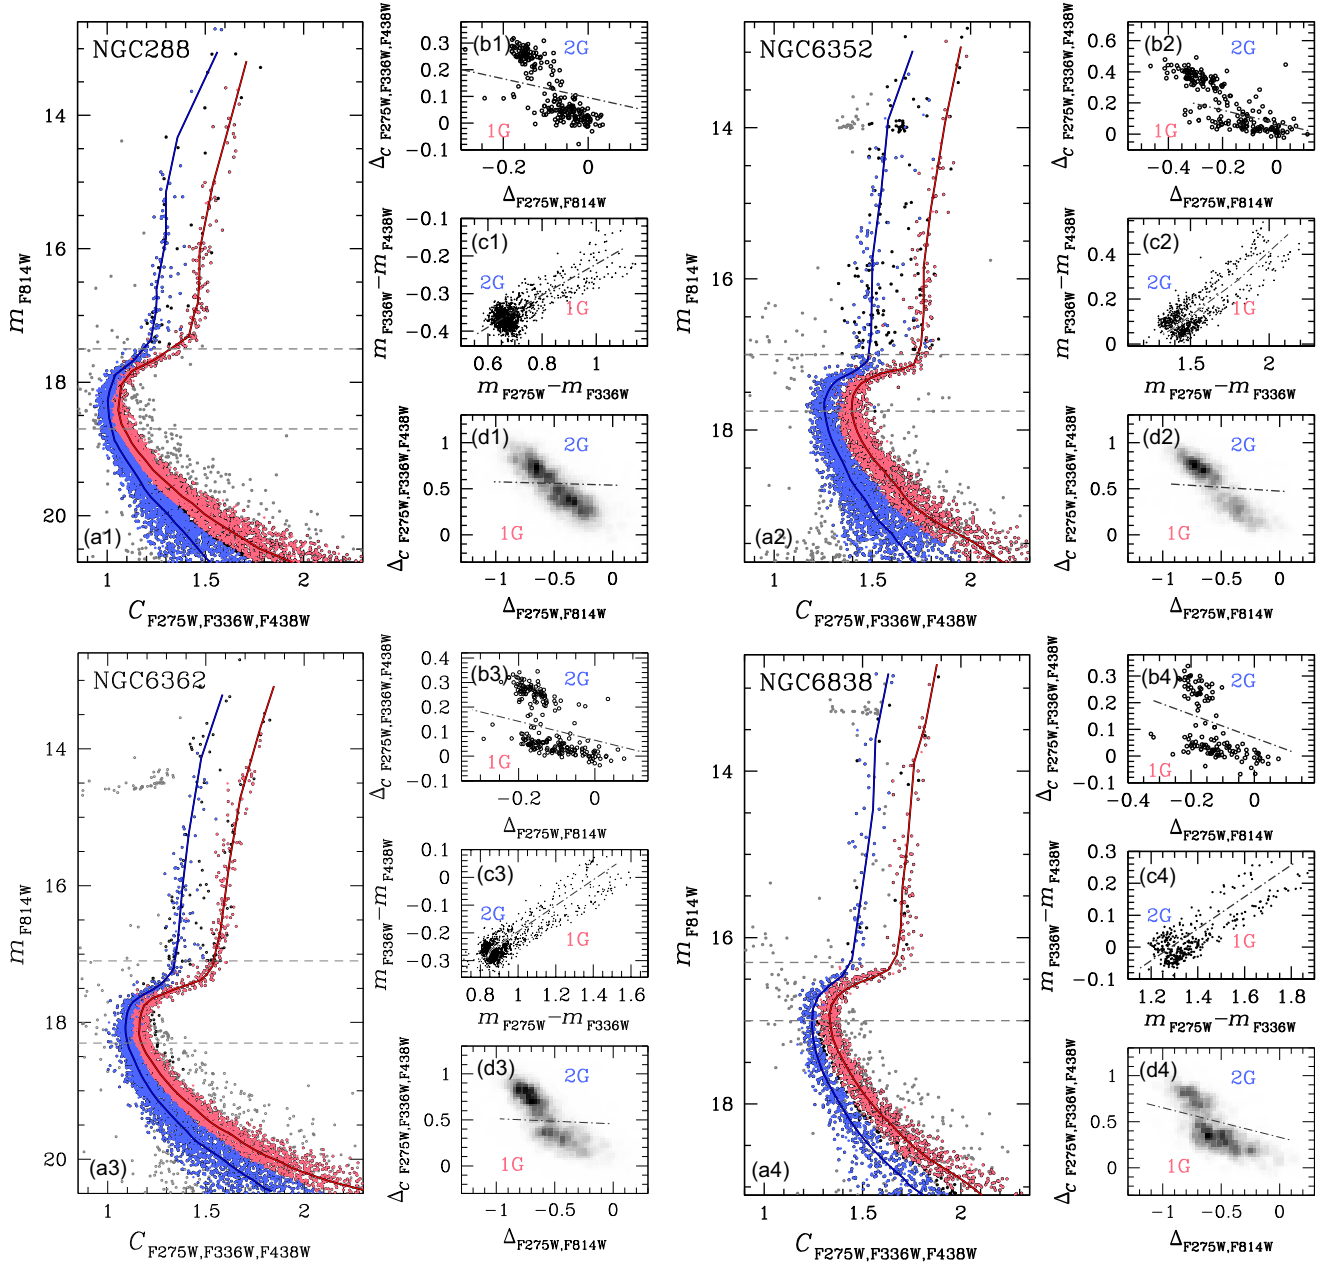 NGC288
14
16
18
20
m F814W
1
1.5
2
C F275W,F336W,F438W
(a1)
(b1)
2G
1G
0.3
0.2
0.1
0
−0.1
−0.2
0
Δ C F275W,F336W,F438W
Δ F275W,F814W
(c1)
2G
1G
−0.1
−0.2
−0.3
−0.4
0.6
0.8
1
m F336W − m F438W
m F275W − m F336W
(d1)
2G
1G
1
0.5
0
−1
−0.5
0
Δ C F275W,F336W,F438W
Δ F275W,F814W
NGC6352
14
16
18
m F814W
1
1.5
2
C F275W,F336W,F438W
(a2)
(b2)
2G
1G
0.6
0.4
0.2
0
−0.4
−0.2
0
Δ C F275W,F336W,F438W
Δ F275W,F814W
(c2)
2G
1G
0.4
0.2
0
1.5
2
m F336W − m F438W
m F275W − m F336W
(d2)
2G
1G
1
0.5
0
−1
−0.5
0
Δ C F275W,F336W,F438W
Δ F275W,F814W
NGC6362
14
16
18
20
m F814W
1
1.5
2
C F275W,F336W,F438W
(a3)
(b3)
2G
1G
0.4
0.3
0.2
0.1
0
−0.1
−0.2
0
Δ C F275W,F336W,F438W
Δ F275W,F814W
(c3)
2G
1G
0.1
0
−0.1
−0.2
−0.3
0.8
1
1.2
1.4
1.6
m F336W − m F438W
m F275W − m F336W
(d3)
2G
1G
1
0.5
0
−1
−0.5
0
Δ C F275W,F336W,F438W
Δ F275W,F814W
NGC6838
14
16
18
m F814W
1
1.5
2
C F275W,F336W,F438W
(a4)
(b4)
2G
1G
0.3
0.2
0.1
0
−0.1
−0.4
−0.2
0
Δ C F275W,F336W,F438W
Δ F275W,F814W
(c4)
2G
1G
0.3
0.2
0.1
0
−0.1
1.2
1.4
1.6
1.8
m F336W − m F438W
m F275W − m F336W
(d4)
2G
1G
1
0.5
0
−1
−0.5
0
Δ C F275W,F336W,F438W
Δ F275W,F814W